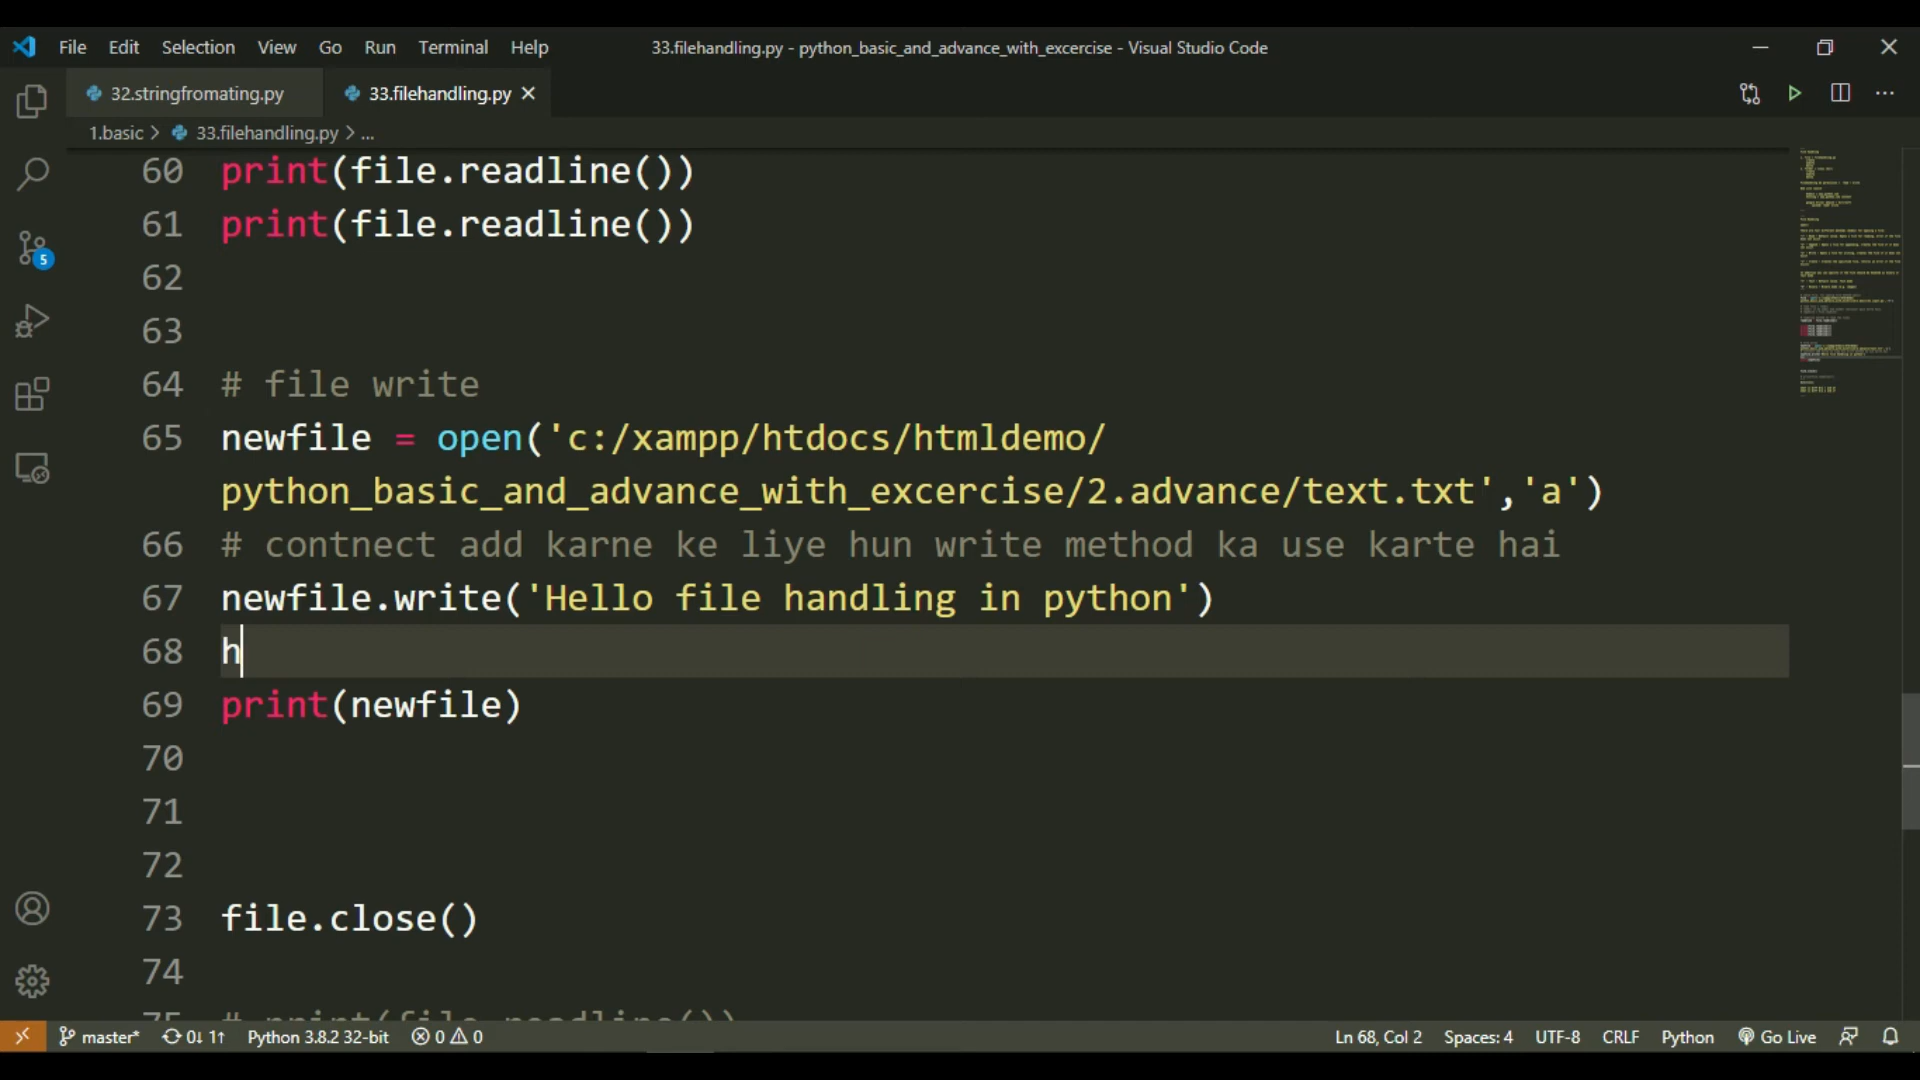 File Edit Selection View Go Run Terminal Help 33.filehandling.py - python_basic_and_advance_with_excercise - Visual Studio Code
32.stringfromating.py 33.filehandling.py
1.basic > 33.filehandling.py > ...
60 print(file.readline())
61 print(file.readline())
62
63
64 # file write
65 newfile = open('c:/xampp/htdocs/htmldemo/
python_basic_and_advance_with_excercise/2.advance/text.txt','a')
66 # contnect add karne ke liye hun write method ka use karte hai
67 newfile.write('Hello file handling in python')
68 h
69 print(newfile)
70
71
72
73 file.close()
74
75 # print(file.readline())
5
master* 0↓ 1↑ Python 3.8.2 32-bit 0 0 Ln 68, Col 2 Spaces: 4 UTF-8 CRLF Python Go Live